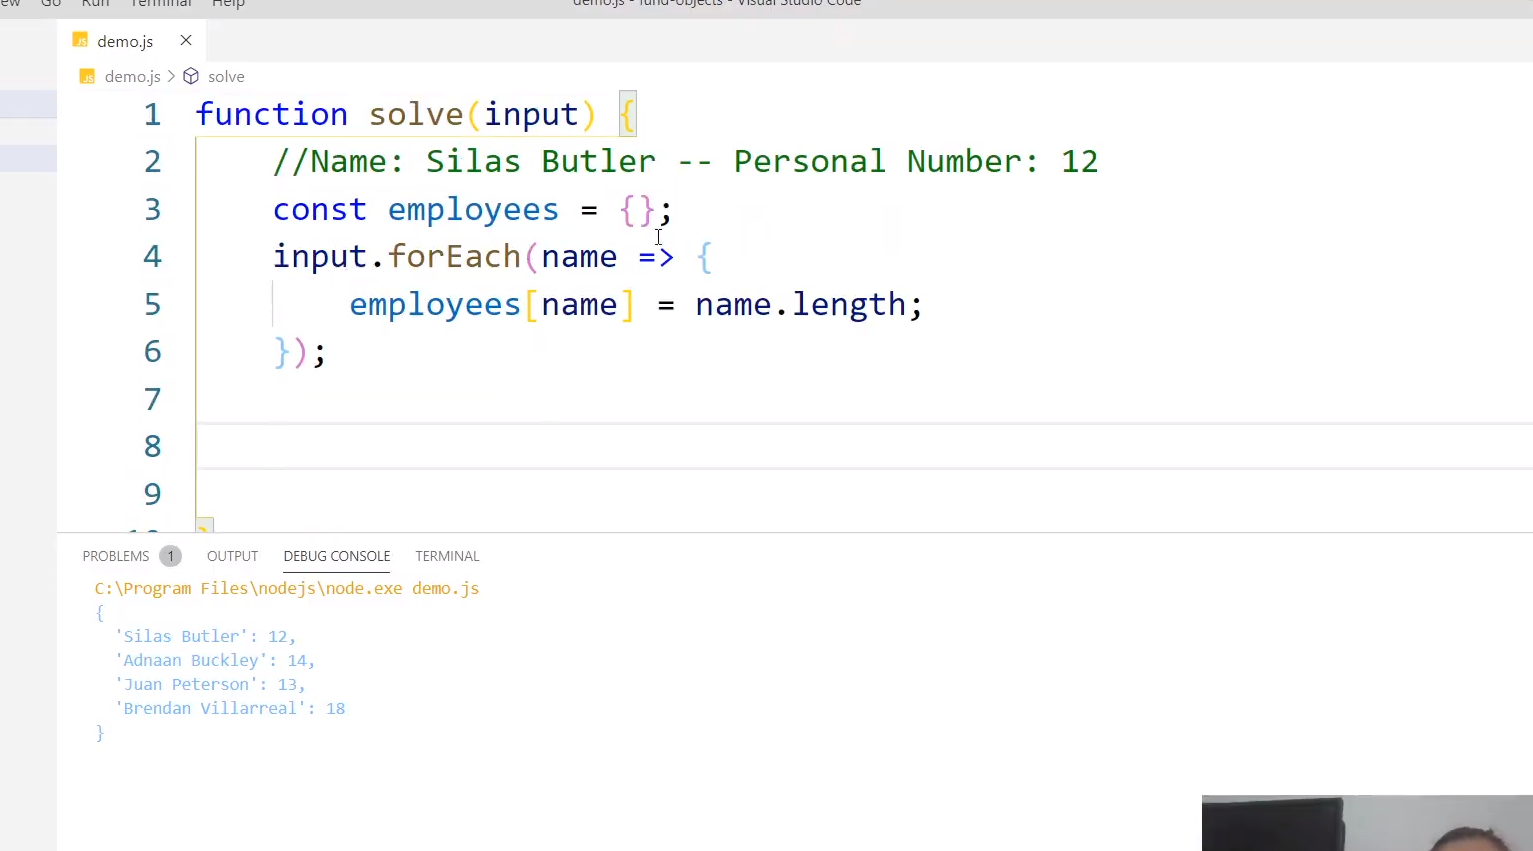 Go Run Terminal Help demo.js - fund-objects - Visual Studio Code
demo.js
demo.js > solve
1 function solve(input) {
2 //Name: Silas Butler -- Personal Number: 12
3 const employees = {};
4 input.forEach(name => {
5 employees[name] = name.length;
6 });
7
8
9
PROBLEMS 1 OUTPUT DEBUG CONSOLE TERMINAL
C:\Program Files\nodejs\node.exe demo.js
{
'Silas Butler': 12,
'Adnaan Buckley': 14,
'Juan Peterson': 13,
'Brendan Villarreal': 18
}